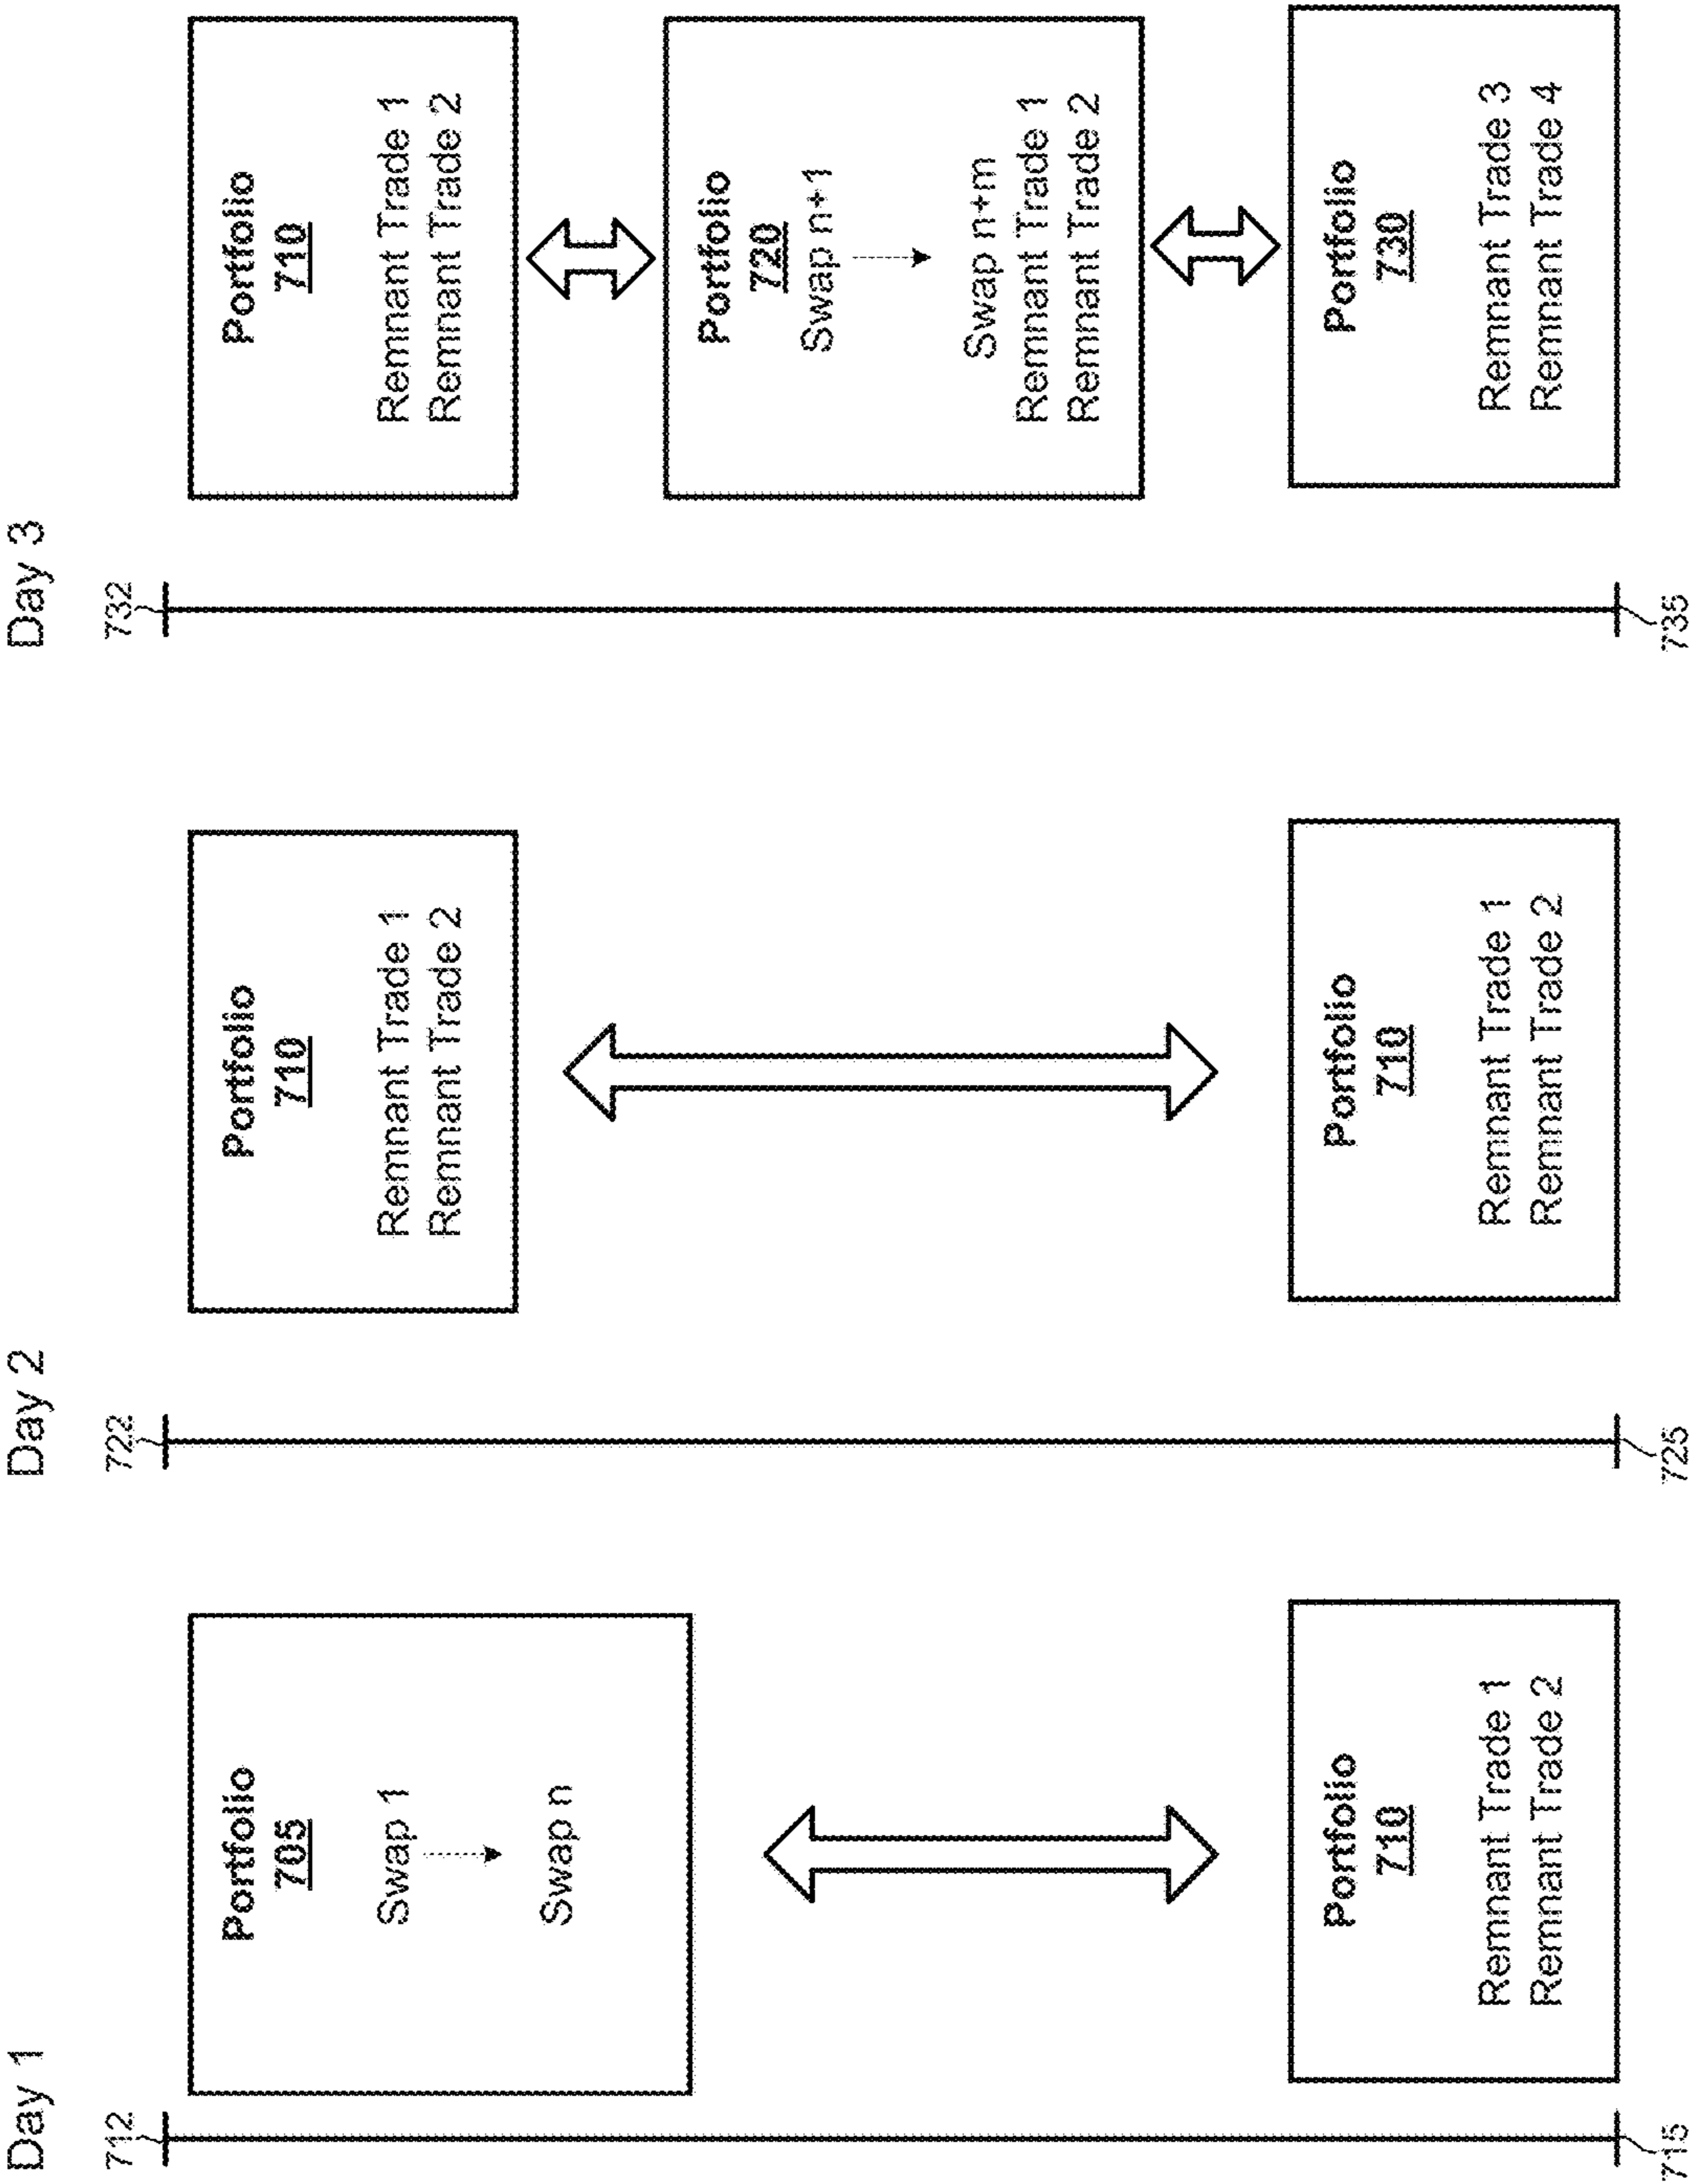 Day 1
712
Portfolio
705
Swap 1
Swap n
Portfolio
710
Remnant Trade 1
Remnant Trade 2
715
Day 2
722
Portfolio
710
Remnant Trade 1
Remnant Trade 2
Portfolio
710
Remnant Trade 1
Remnant Trade 2
725
Day 3
732
Portfolio
710
Remnant Trade 1
Remnant Trade 2
Portfolio
720
Swap n+1
Swap n+m
Remnant Trade 1
Remnant Trade 2
Portfolio
730
Remnant Trade 3
Remnant Trade 4
735